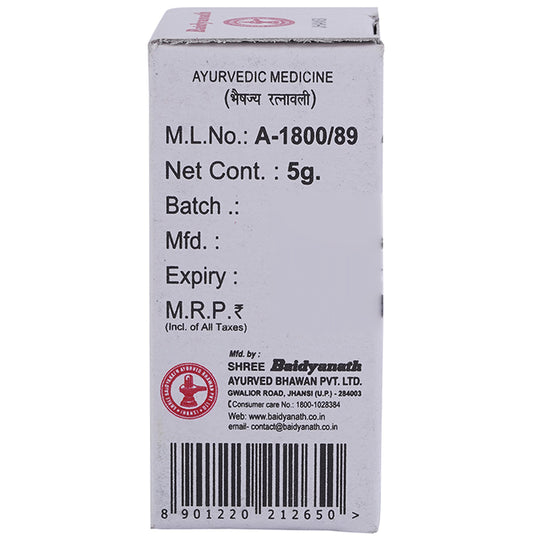 Baidyanath
DHHC
AYURVEDIC MEDICINE
(भैषज्य रत्नावली)
M.L.No.: A-1800/89
Net Cont. : 5g.
Batch .:
Mfd. :
Expiry :
M.R.P.₹
(Incl. of All Taxes)
Mfd. by :
SHREE Baidyanath
AYURVED BHAWAN PVT. LTD.
GWALIOR ROAD, JHANSI (U.P.) - 284003
Consumer care No.: 1800-1028384
Web: www.baidyanath.co.in
email- contact@baidyanath.co.in
8 901220 212650 >